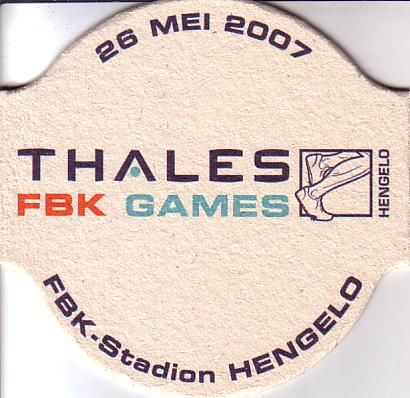 26 MEI 2007
THALES
FBK GAMES
HENGELO
FBK-Stadion HENGELO